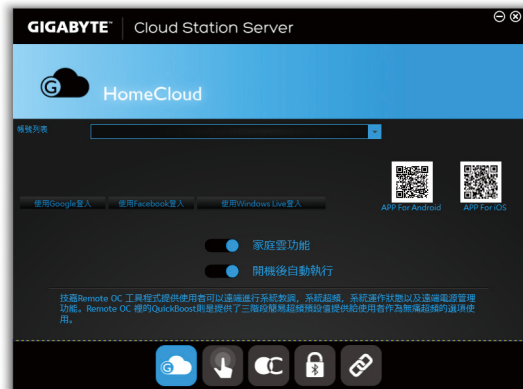 GIGABYTE™ Cloud Station Server
G HomeCloud
帳號列表
使用Google登入 使用Facebook登入 使用Windows Live登入
APP For Android APP For iOS
家庭雲功能
開機後自動執行
技嘉Remote OC 工具程式提供使用者可以遠端進行系統微調、系統超頻、系統運作狀態以及遠端電源管理
功能。Remote OC 裡的QuickBoost則是提供了三階段簡易超頻預設值提供給使用者作為無痛超頻的選項使
用。
G